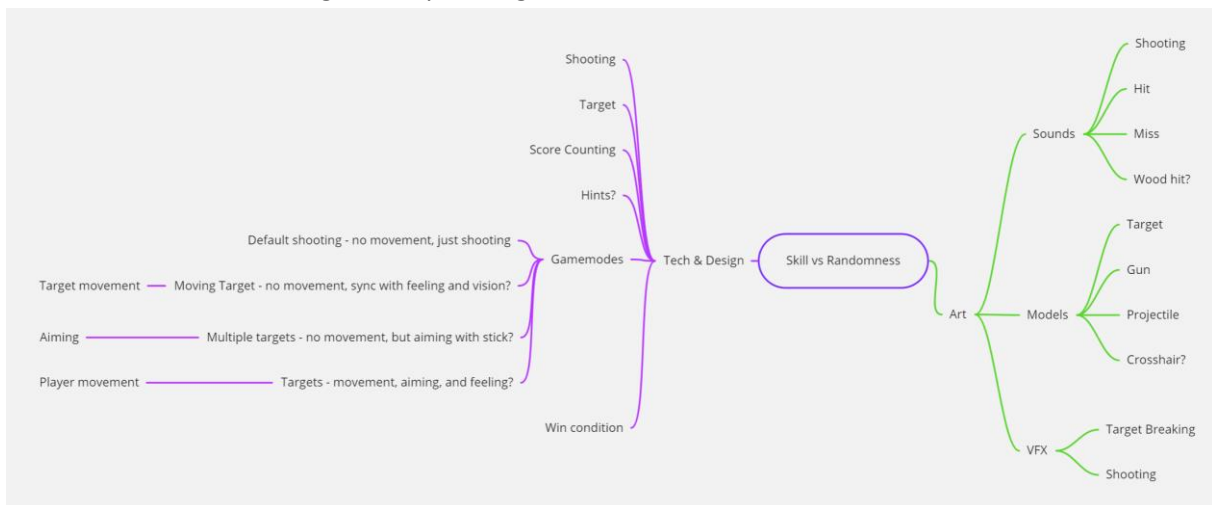 Shooting
Target
Score Counting
Hints?
Default shooting - no movement, just shooting
Gamemodes
Target movement
Moving Target - no movement, sync with feeling and vision?
Aiming
Multiple targets - no movement, but aiming with stick?
Player movement
Targets - movement, aiming, and feeling?
Win condition
Tech & Design
Skill vs Randomness
Art
Sounds
Shooting
Hit
Miss
Wood hit?
Models
Target
Gun
Projectile
Crosshair?
VFX
Target Breaking
Shooting